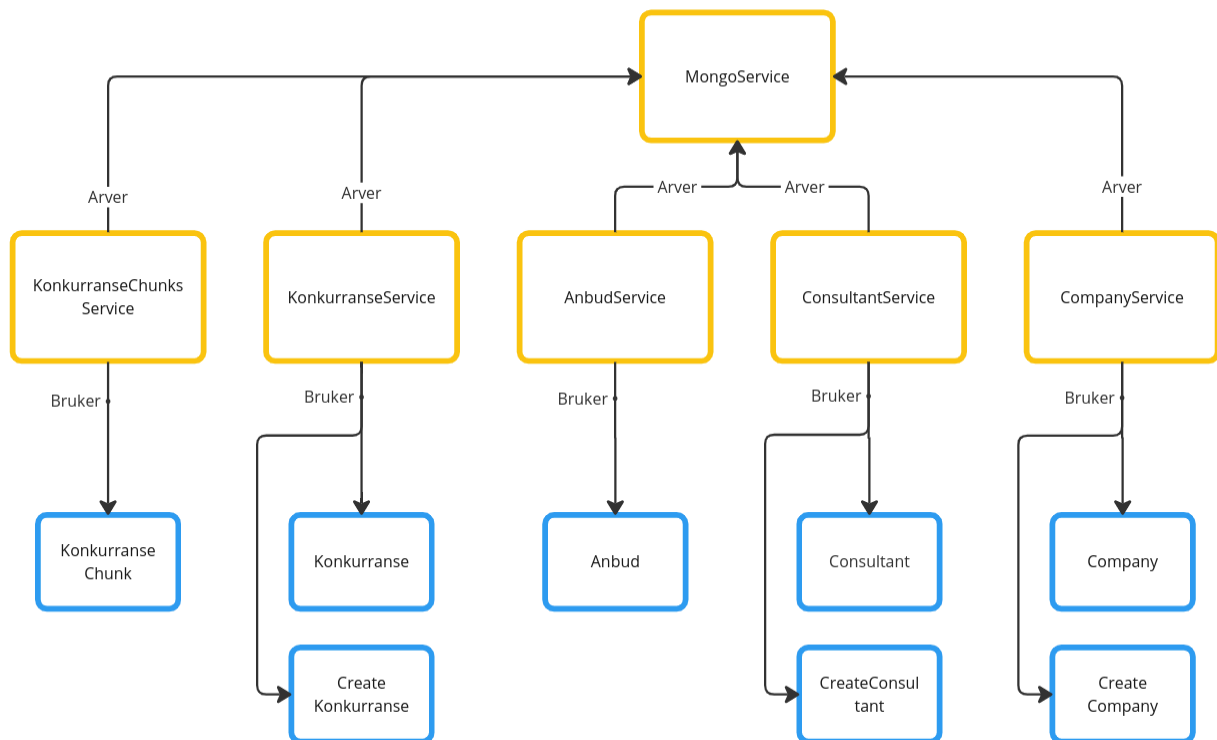 MongoService
Arver
Arver
Arver
Arver
Arver
KonkurranseChunks
Service
KonkurranseService
AnbudService
ConsultantService
CompanyService
Bruker
Bruker
Bruker
Bruker
Bruker
Konkurranse
Chunk
Konkurranse
Anbud
Consultant
Company
Create
Konkurranse
CreateConsul
tant
Create
Company